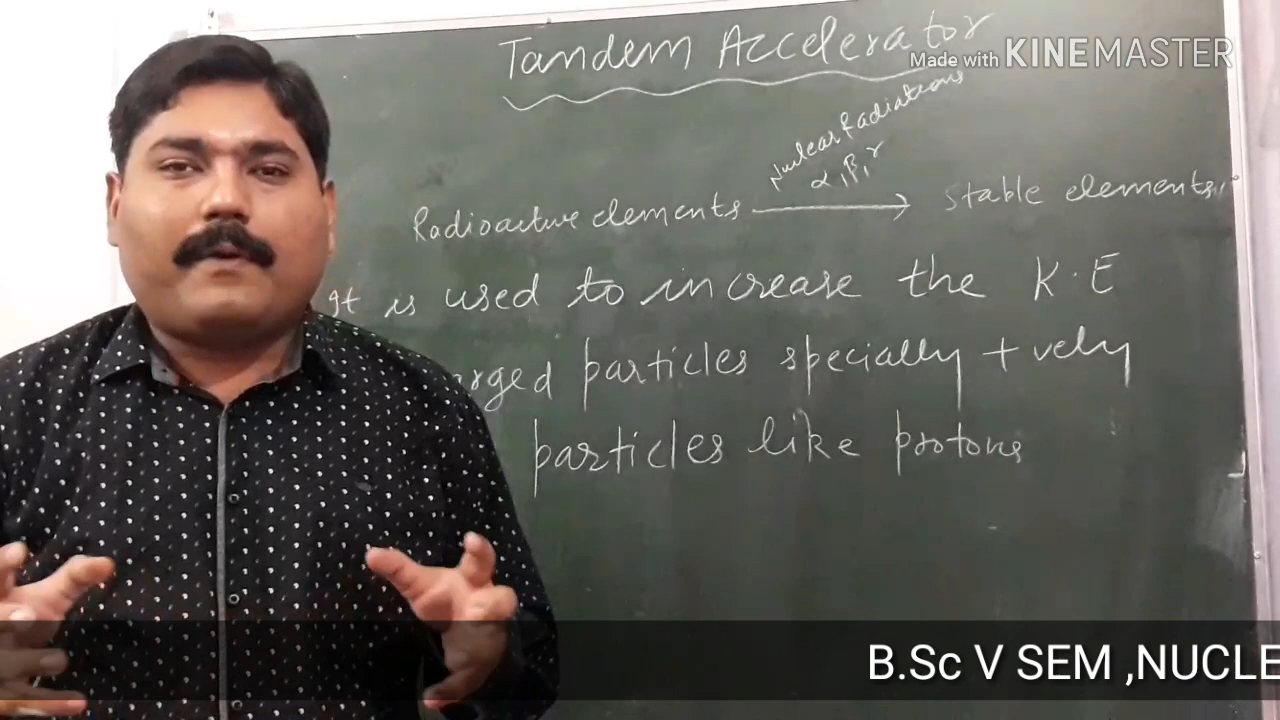 Tandem Accelerator
Made with KINEMASTER
Nuclear Radiations
α, β, γ
Radioactive elements → stable elements,
It is used to increase the K.E
arged particles specially +vely
particles like protons
B.Sc V SEM ,NUCLE